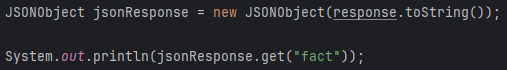 JSONObject jsonResponse = new JSONObject(response.toString());
System.out.println(jsonResponse.get("fact"));